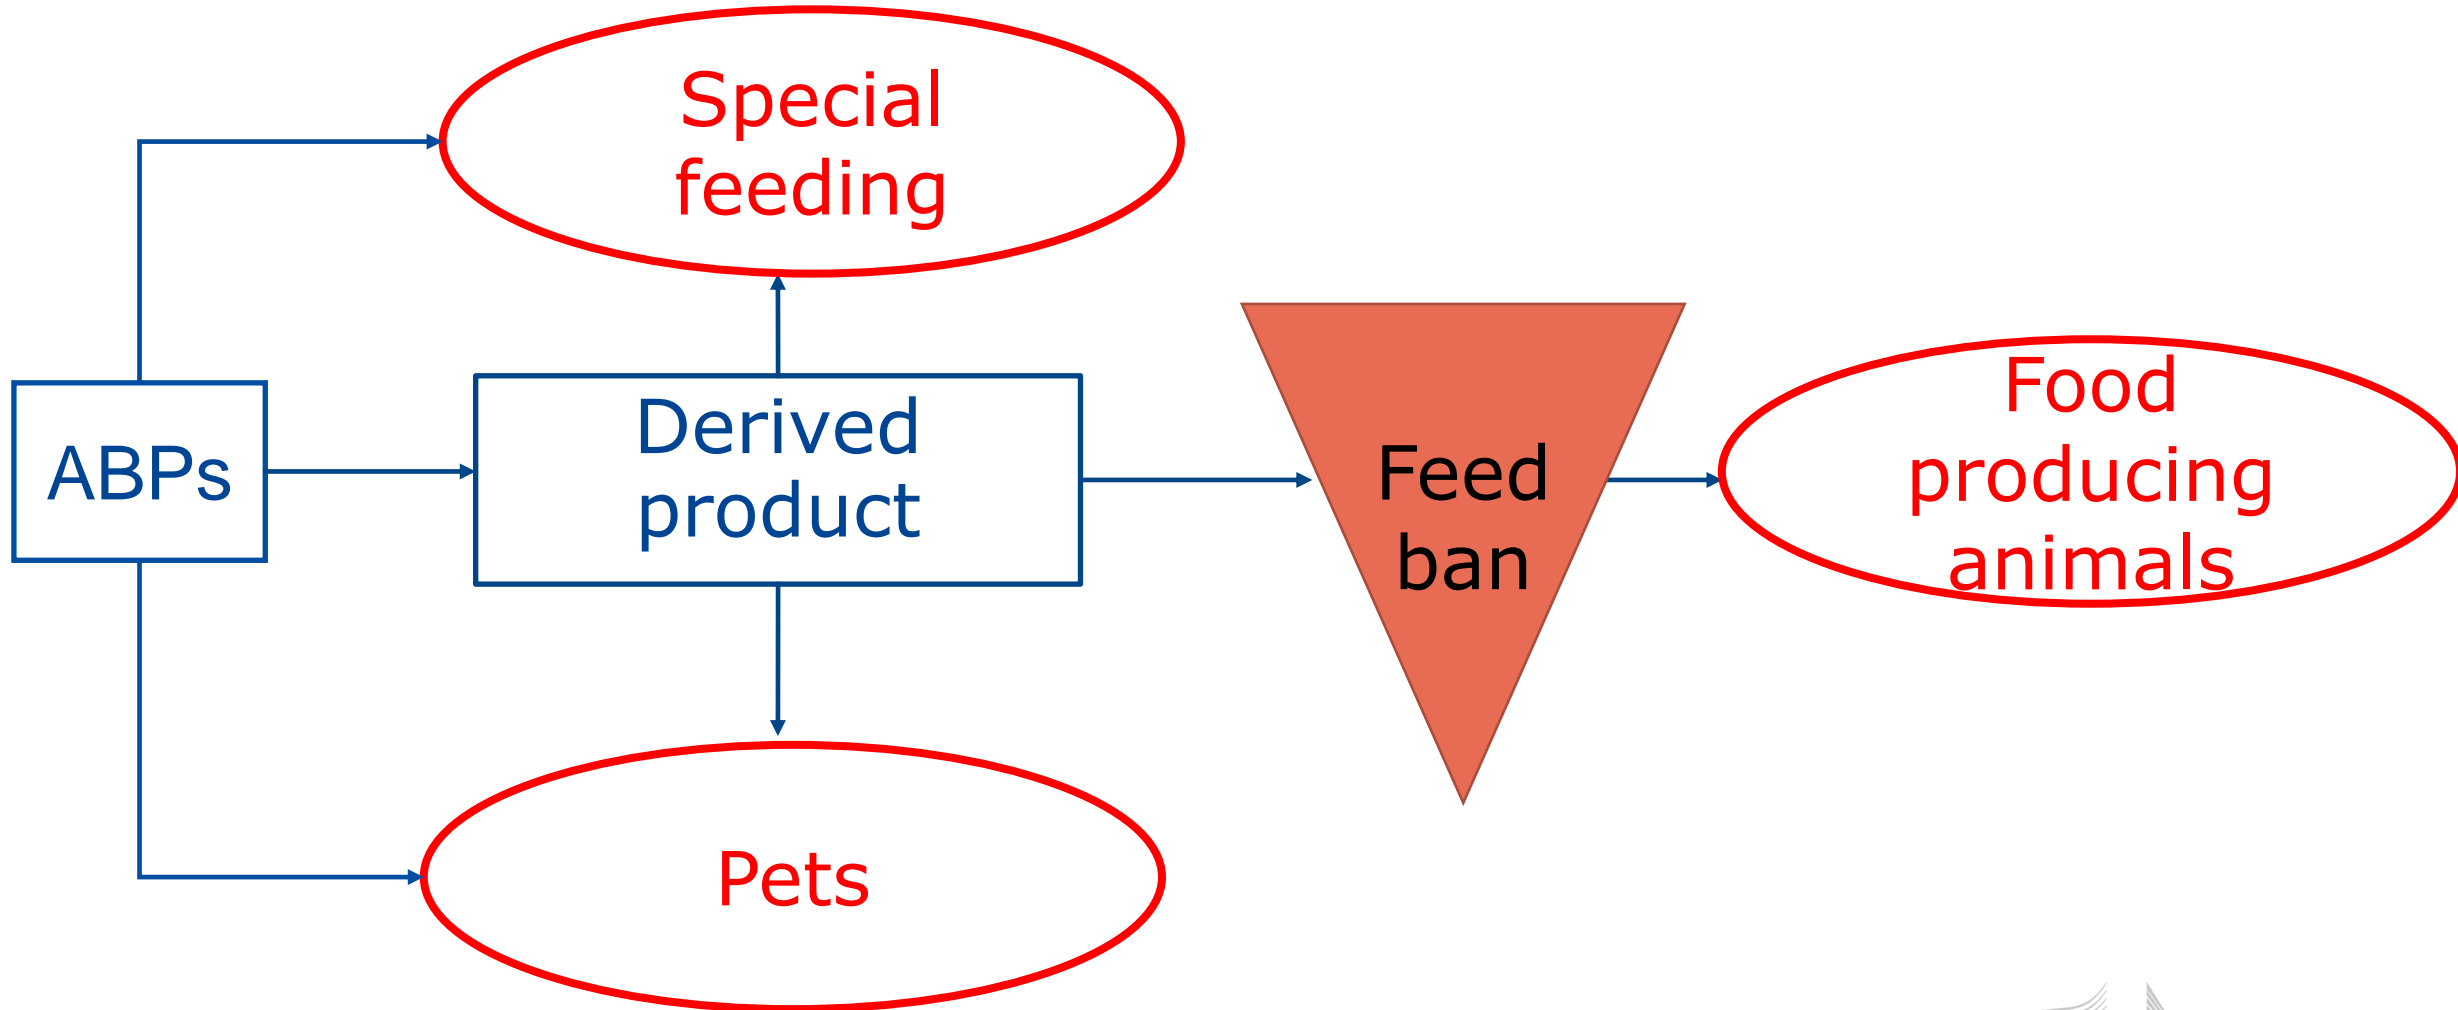 Special
feeding
ABPs
Derived
product
Feed
ban
Food
producing
animals
Pets